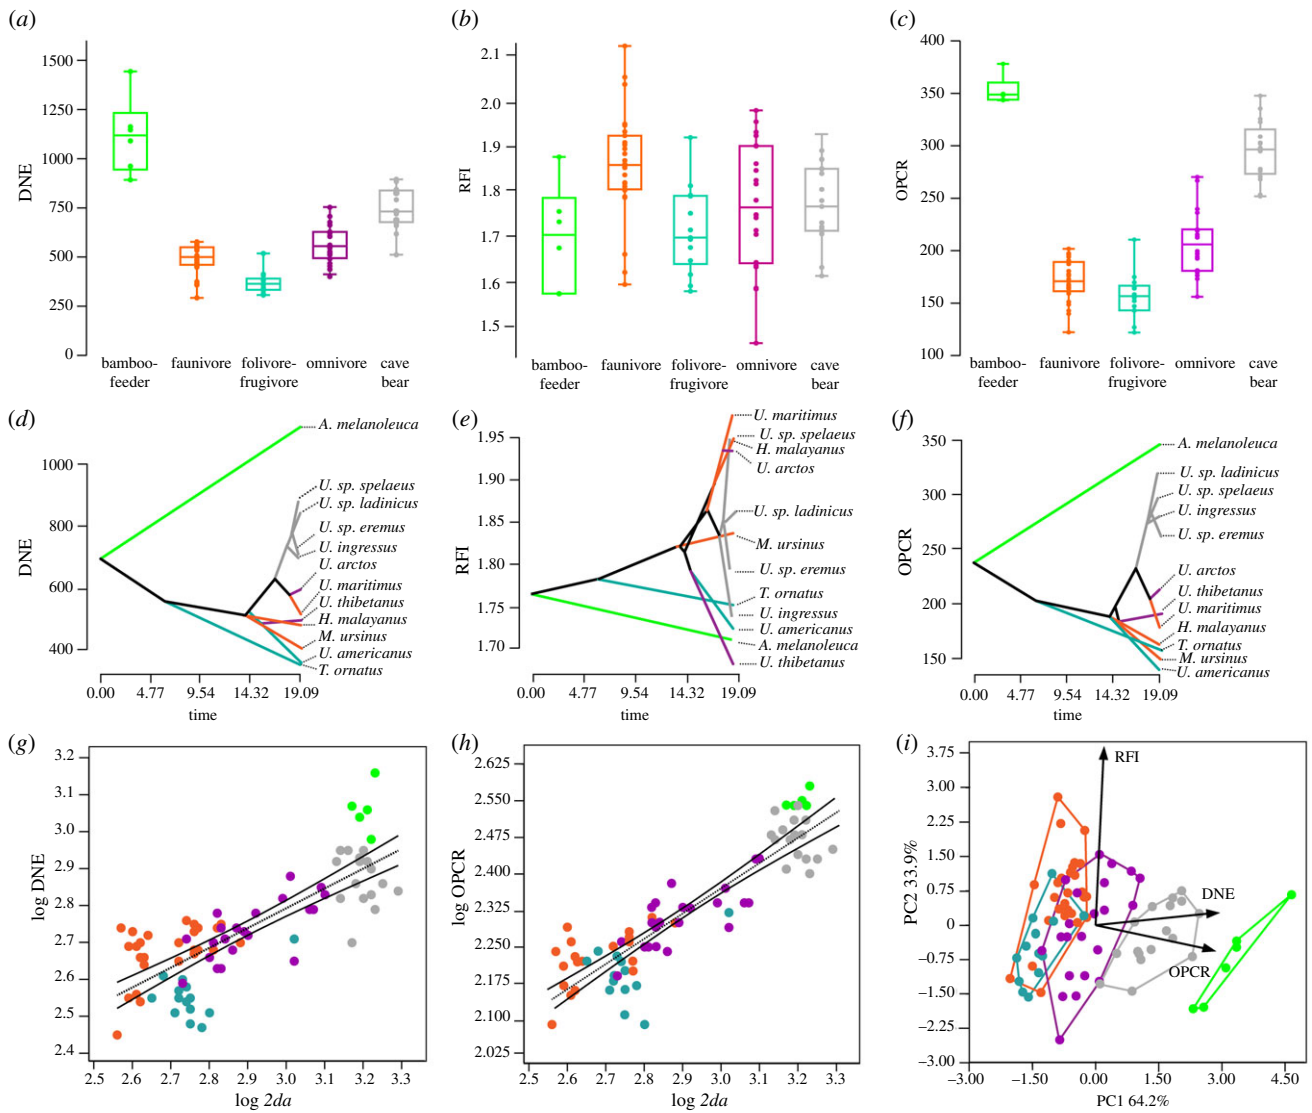 (a)
DNE
1500
1250
1000
750
500
250
0
bamboo-
feeder
faunivore
folivore-
frugivore
omnivore
cave
bear
(b)
RFI
2.1
2.0
1.9
1.8
1.7
1.6
1.5
bamboo-
feeder
faunivore
folivore-
frugivore
omnivore
cave
bear
(c)
OPCR
400
350
300
250
200
150
100
bamboo-
feeder
faunivore
folivore-
frugivore
omnivore
cave
bear
(d)
DNE
1000
800
600
400
A. melanoleuca
U. sp. spelaeus
U. sp. ladinicus
U. sp. eremus
U. ingressus
U. arctos
U. maritimus
U. thibetanus
H. malayanus
M. ursinus
U. americanus
T. ornatus
0.00 4.77 9.54 14.32 19.09
time
(e)
RFI
1.95
1.90
1.85
1.80
1.75
1.70
U. maritimus
U. sp. spelaeus
H. malayanus
U. arctos
U. sp. ladinicus
M. ursinus
U. sp. eremus
T. ornatus
U. ingressus
U. americanus
A. melanoleuca
U. thibetanus
0.00 4.77 9.54 14.32 19.09
time
(f)
OPCR
350
300
250
200
150
A. melanoleuca
U. sp. ladinicus
U. sp. spelaeus
U. ingressus
U. sp. eremus
U. arctos
U. thibetanus
U. maritimus
H. malayanus
T. ornatus
M. ursinus
U. americanus
0.00 4.77 9.54 14.32 19.09
time
(g)
log DNE
3.2
3.1
3.0
2.9
2.8
2.7
2.6
2.5
2.4
2.5 2.6 2.7 2.8 2.9 3.0 3.1 3.2 3.3
log 2da
(h)
log OPCR
2.625
2.550
2.475
2.400
2.325
2.250
2.175
2.100
2.025
2.5 2.6 2.7 2.8 2.9 3.0 3.1 3.2 3.3
log 2da
(i)
PC2 33.9%
3.75
3.00
2.25
1.50
0.75
0
−0.75
−1.50
−2.25
−3.00
RFI
DNE
OPCR
−3.00 −1.50 0.00 1.50 3.00 4.50
PC1 64.2%